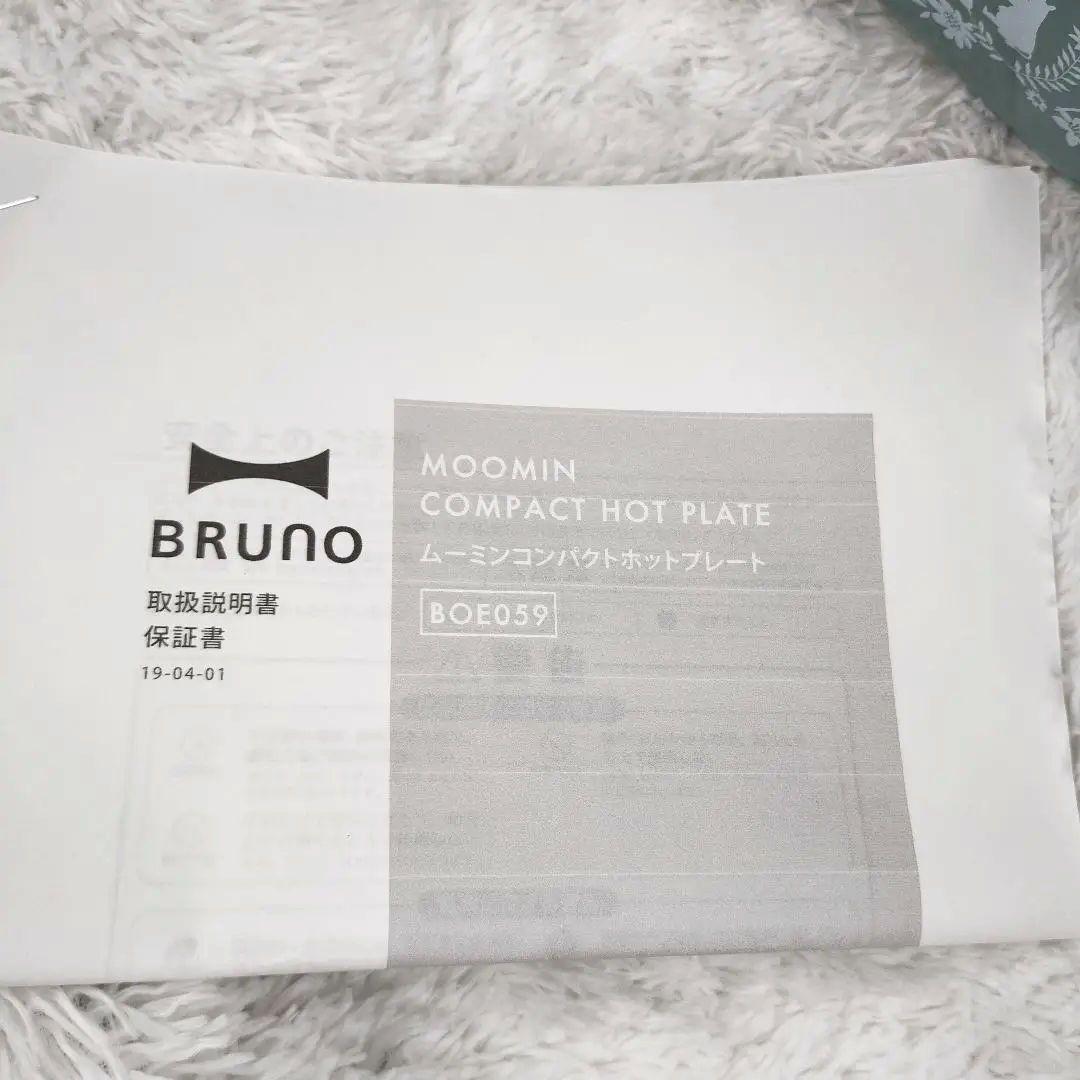 BRUNO
取扱説明書
保証書
19-04-01
MOOMIN
COMPACT HOT PLATE
ムーミンコンパクトホットプレート
BOE059